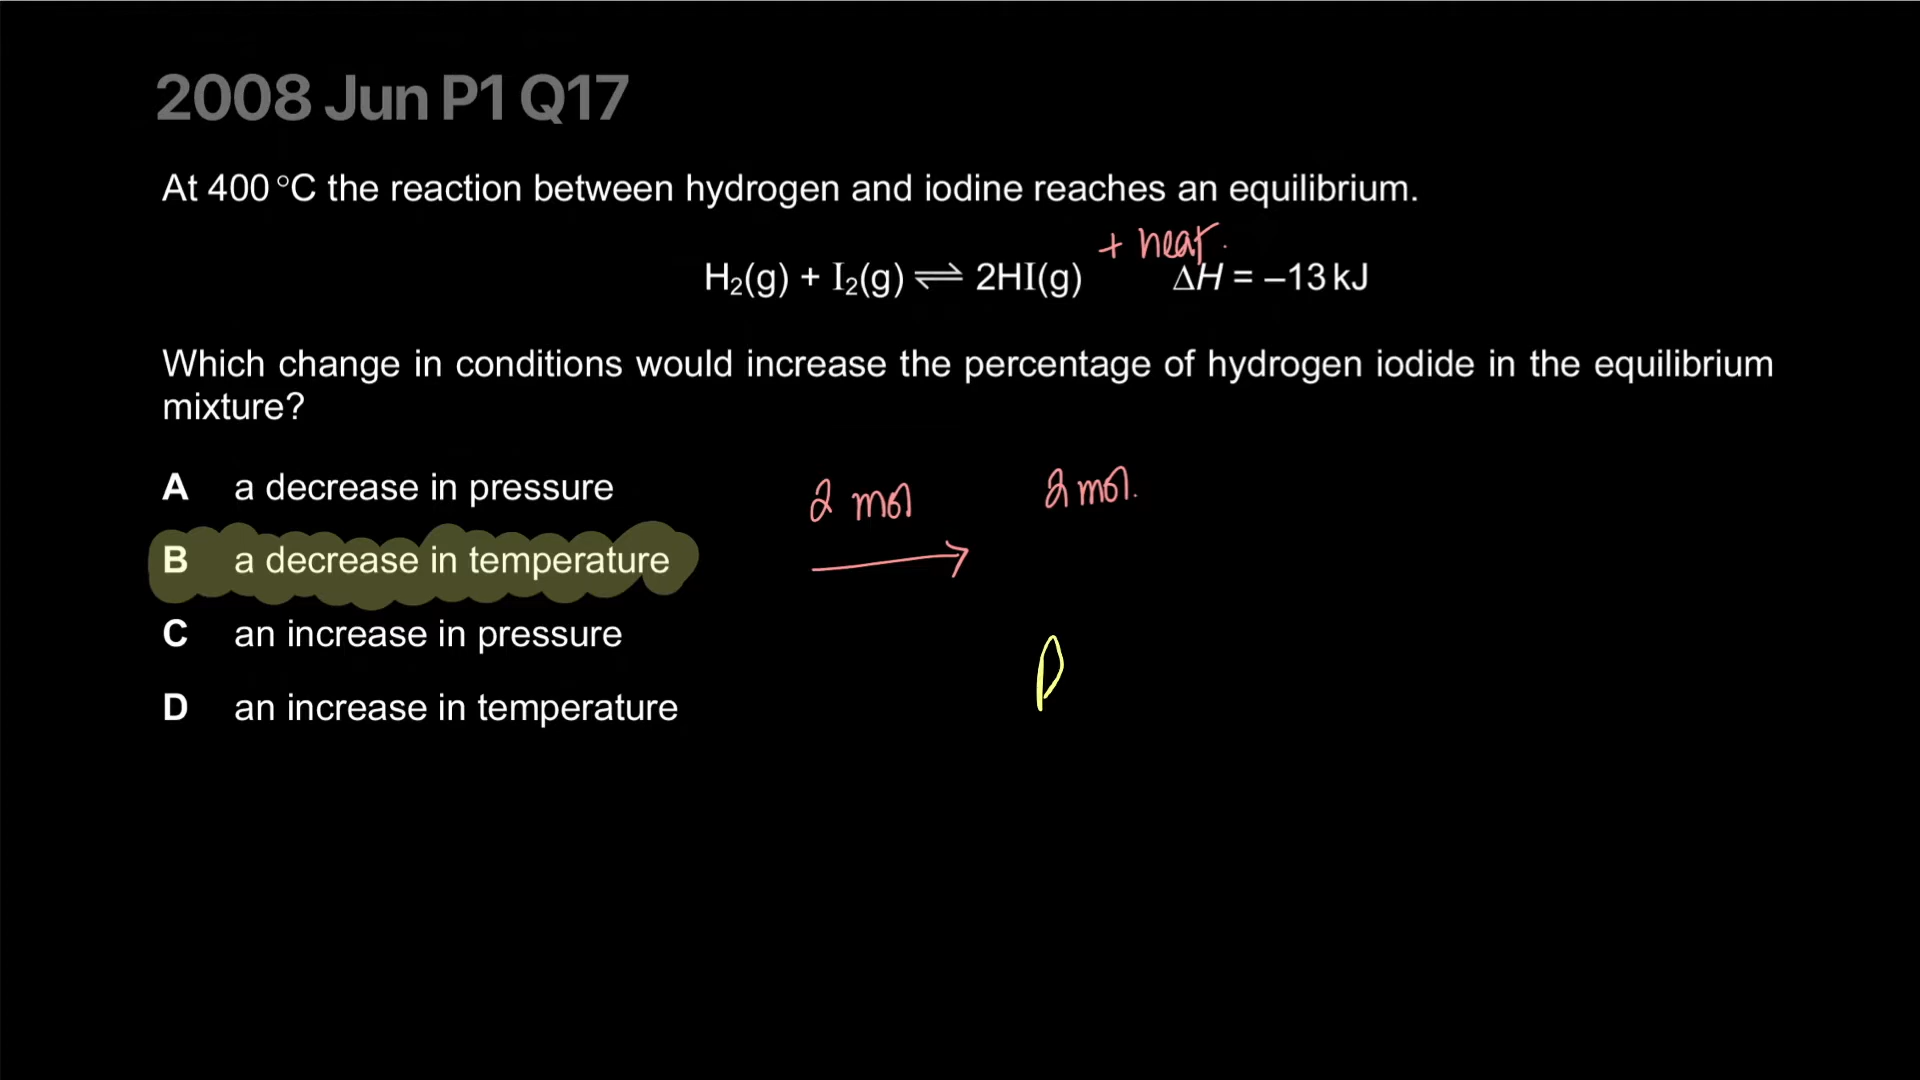 2008 Jun P1 Q17
At 400 °C the reaction between hydrogen and iodine reaches an equilibrium.
+ heat.
H₂(g) + I₂(g) ⇌ 2HI(g) ΔH = –13 kJ
Which change in conditions would increase the percentage of hydrogen iodide in the equilibrium
mixture?
A a decrease in pressure
2 mol 2 mol.
B a decrease in temperature
C an increase in pressure
D an increase in temperature